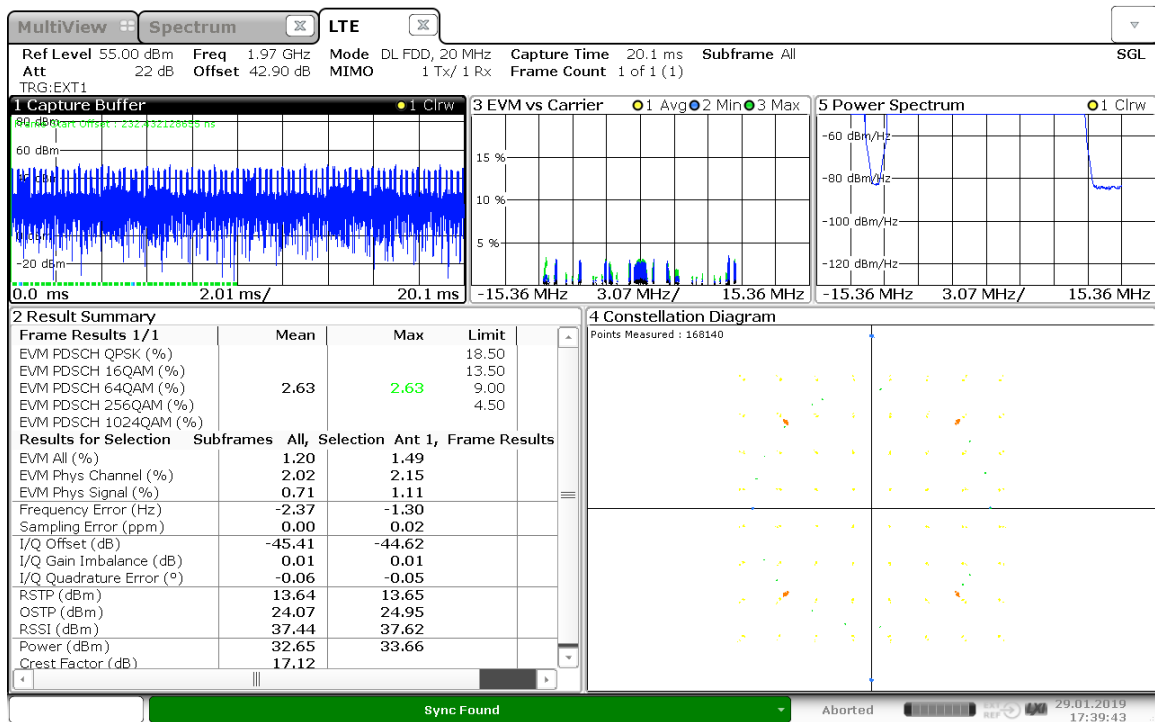 MultiView Spectrum LTE
Ref Level 55.00 dBm Freq 1.97 GHz Mode DL FDD, 20 MHz Capture Time 20.1 ms Subframe All SGL
Att 22 dB Offset 42.90 dB MIMO 1 Tx/ 1 Rx Frame Count 1 of 1 (1)
TRG:EXT1
1 Capture Buffer 1 Clrw
80 dBm
Frame Start Offset : 232.432128655 ns
60 dBm
-20 dBm
0.0 ms 2.01 ms/ 20.1 ms
3 EVM vs Carrier 1 Avg 2 Min 3 Max
15 %
10 %
5 %
-15.36 MHz 3.07 MHz/ 15.36 MHz
5 Power Spectrum 1 Clrw
-60 dBm/Hz
-80 dBm/Hz
-100 dBm/Hz
-120 dBm/Hz
-15.36 MHz 3.07 MHz/ 15.36 MHz
2 Result Summary
Frame Results 1/1 Mean Max Limit
EVM PDSCH QPSK (%) 18.50
EVM PDSCH 16QAM (%) 13.50
EVM PDSCH 64QAM (%) 2.63 2.63 9.00
EVM PDSCH 256QAM (%) 4.50
EVM PDSCH 1024QAM (%)
Results for Selection Subframes All, Selection Ant 1, Frame Results
EVM All (%) 1.20 1.49
EVM Phys Channel (%) 2.02 2.15
EVM Phys Signal (%) 0.71 1.11
Frequency Error (Hz) -2.37 -1.30
Sampling Error (ppm) 0.00 0.02
I/Q Offset (dB) -45.41 -44.62
I/Q Gain Imbalance (dB) 0.01 0.01
I/Q Quadrature Error (°) -0.06 -0.05
RSTP (dBm) 13.64 13.65
OSTP (dBm) 24.07 24.95
RSSI (dBm) 37.44 37.62
Power (dBm) 32.65 33.66
Crest Factor (dB) 17.12
4 Constellation Diagram
Points Measured : 168140
Sync Found
Aborted
EXT
REF
LXI
29.01.2019
17:39:43